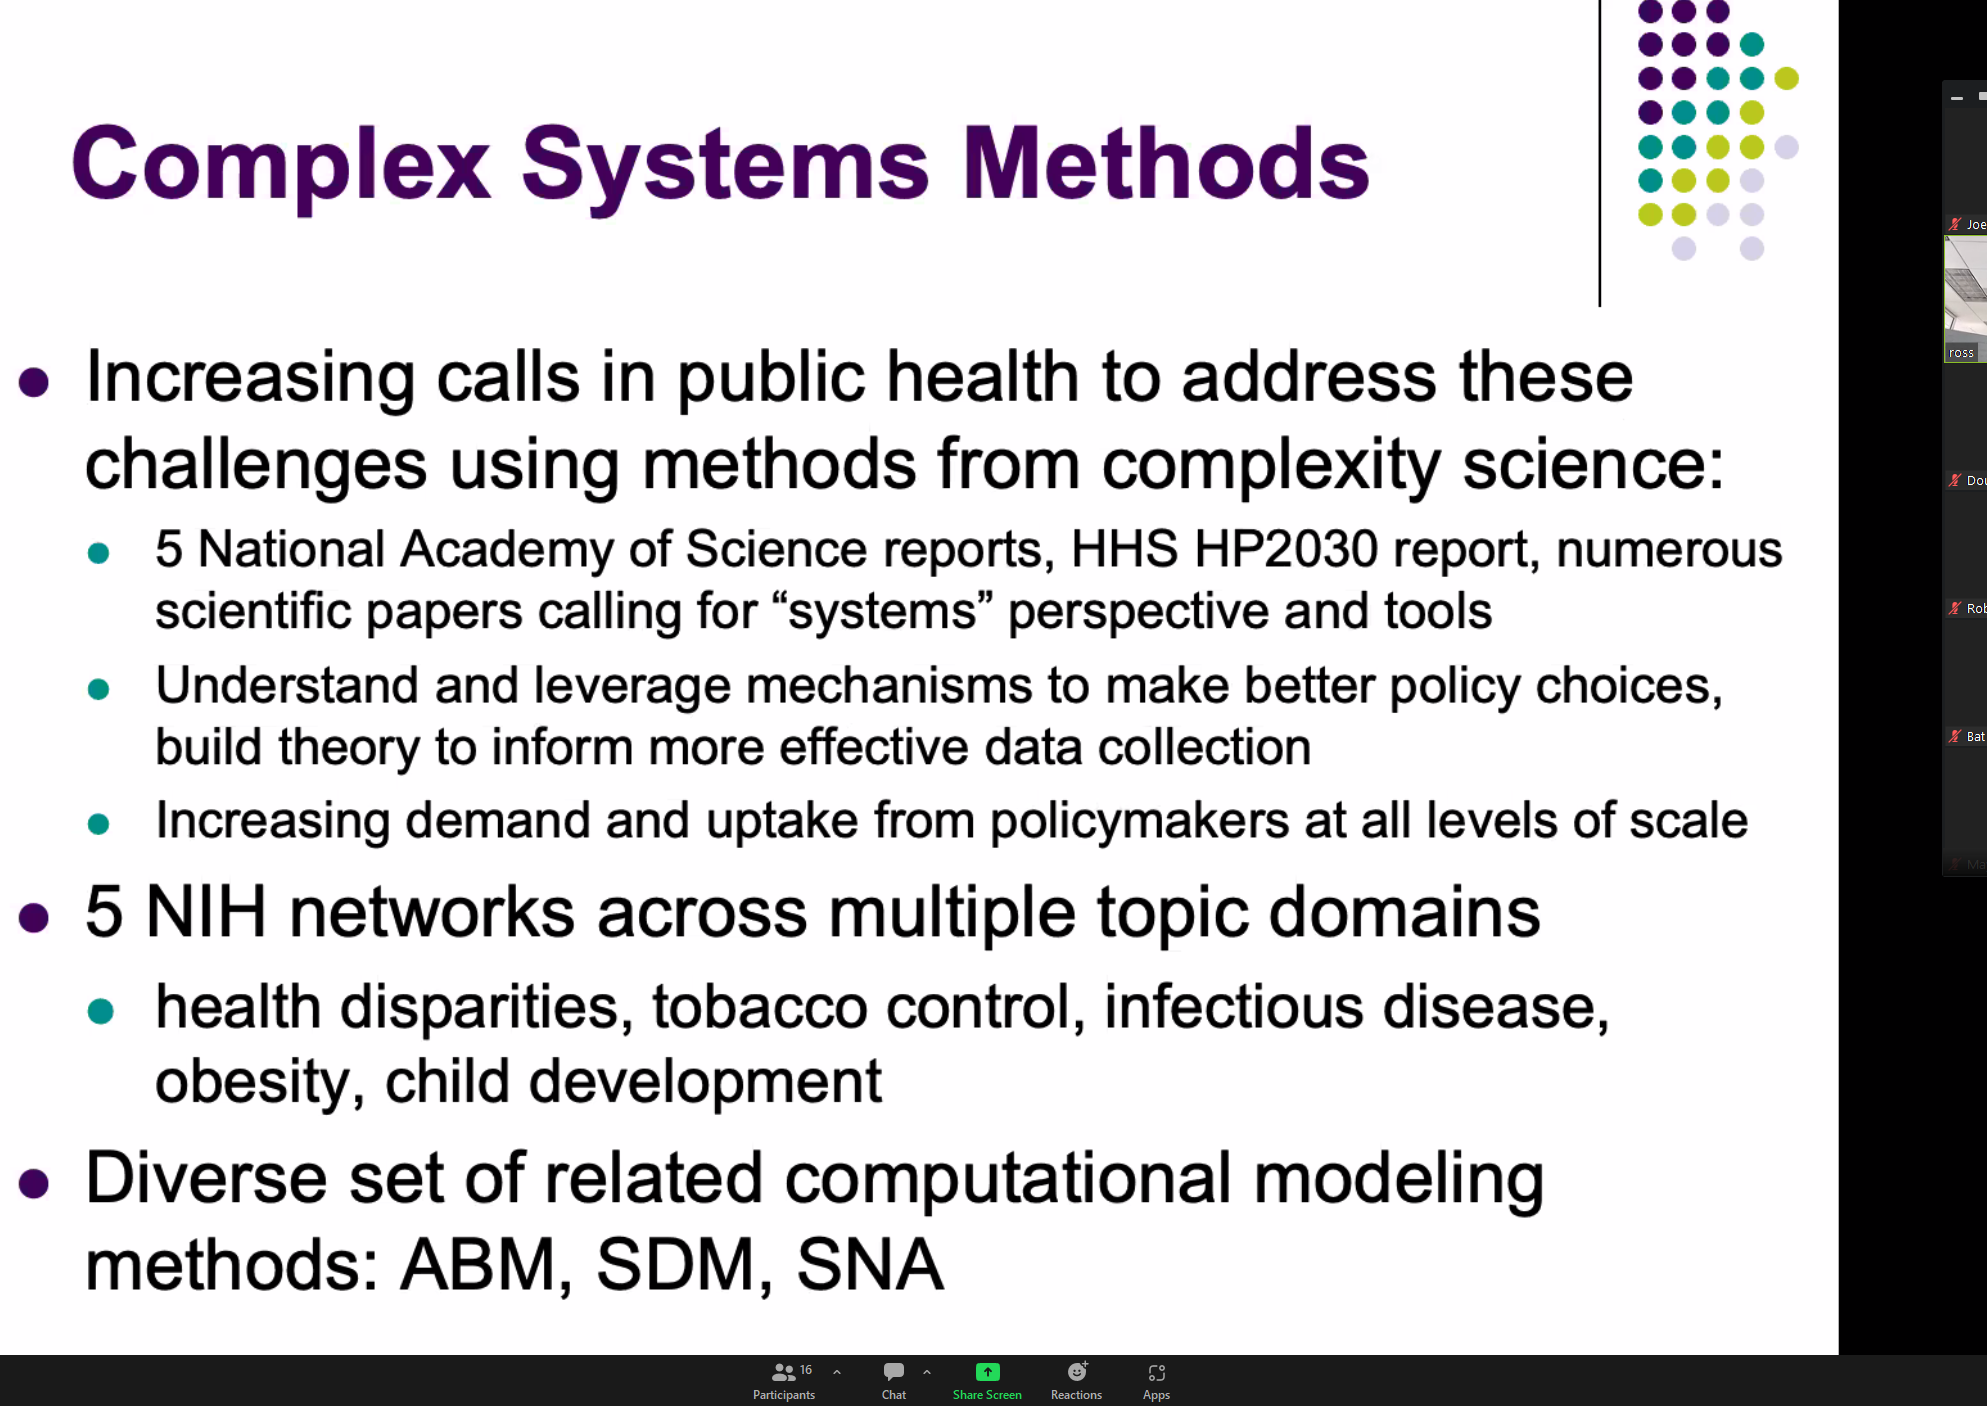 Complex Systems Methods
Increasing calls in public health to address these
challenges using methods from complexity science:
5 National Academy of Science reports, HHS HP2030 report, numerous
scientific papers calling for “systems” perspective and tools
Understand and leverage mechanisms to make better policy choices,
build theory to inform more effective data collection
Increasing demand and uptake from policymakers at all levels of scale
5 NIH networks across multiple topic domains
health disparities, tobacco control, infectious disease,
obesity, child development
Diverse set of related computational modeling
methods: ABM, SDM, SNA
Joe
ross
Dou
Rob
Bat
Ma
16
Participants
Chat
Share Screen
Reactions
Apps